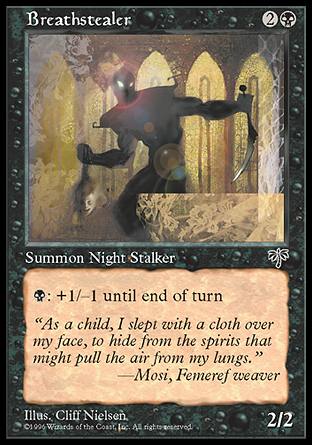 Breathstealer 2
Summon Night Stalker
: +1/-1 until end of turn
"As a child, I slept with a cloth over
my face, to hide from the spirits that
might pull the air from my lungs."
—Mosi, Femeref weaver
Illus. Cliff Nielsen
©1996 Wizards of the Coast, Inc. All rights reserved.
2/2